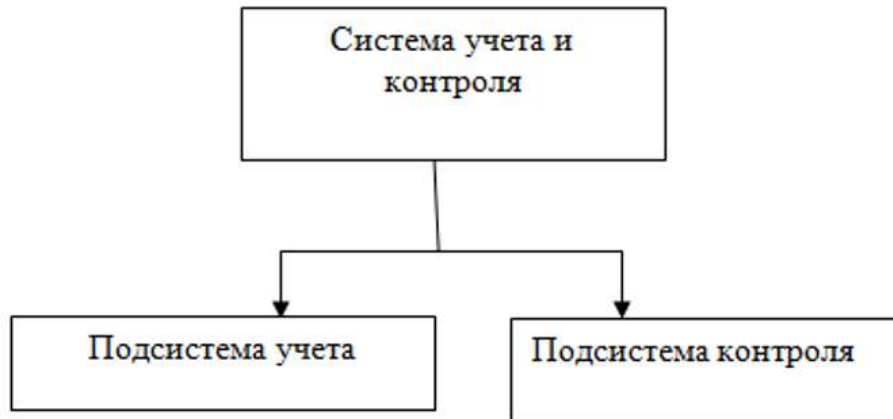 Система учета и
контроля
Подсистема учета
Подсистема контроля